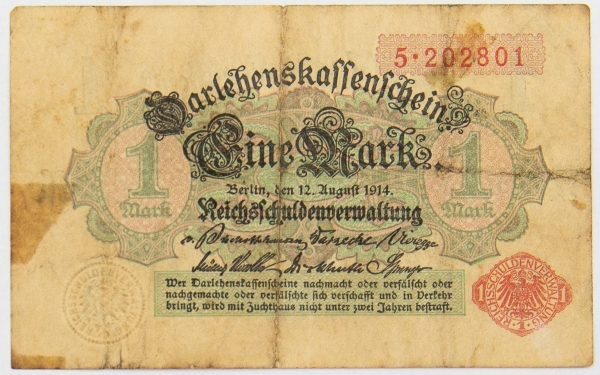 5·202801
Darlehenskassenschein.
Eine Mark.
1 Mark
1 Mark
Berlin, den 12. August 1914.
Reichsschuldenverwaltung
Wer Darlehenskassenscheine nachmacht oder verfälscht oder
nachgemachte oder verfälschte sich verschafft und in Verkehr
bringt, wird mit Zuchthaus nicht unter zwei Jahren bestraft.
REICHSSCHULDENVERWALTUNG
1